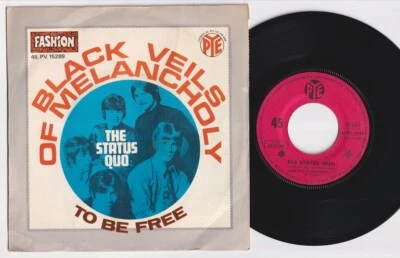 FASHION
45.PV.15289
PYE
BLACK VEILS
OF MELANCHOLY
THE
STATUS
QUO
TO BE FREE
PYE
45
THE STATUS QUO